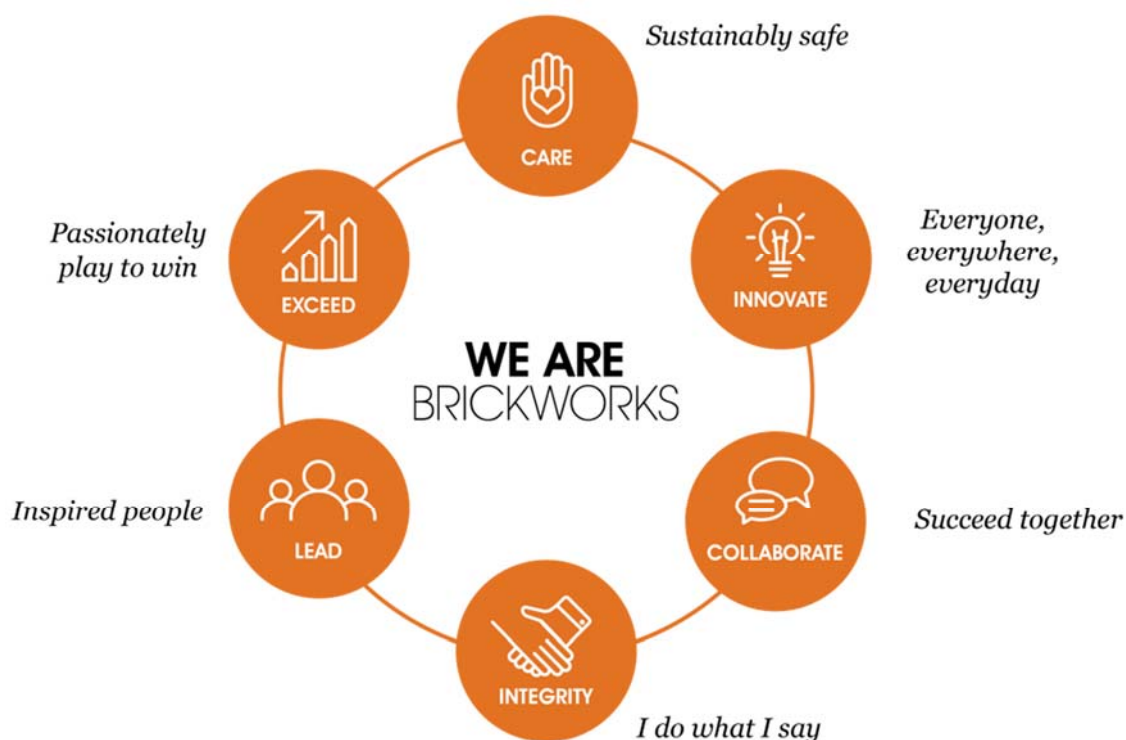 Sustainably safe
CARE
Everyone,
everywhere,
everyday
INNOVATE
Succeed together
COLLABORATE
I do what I say
INTEGRITY
Inspired people
LEAD
Passionately
play to win
EXCEED
WE ARE
BRICKWORKS